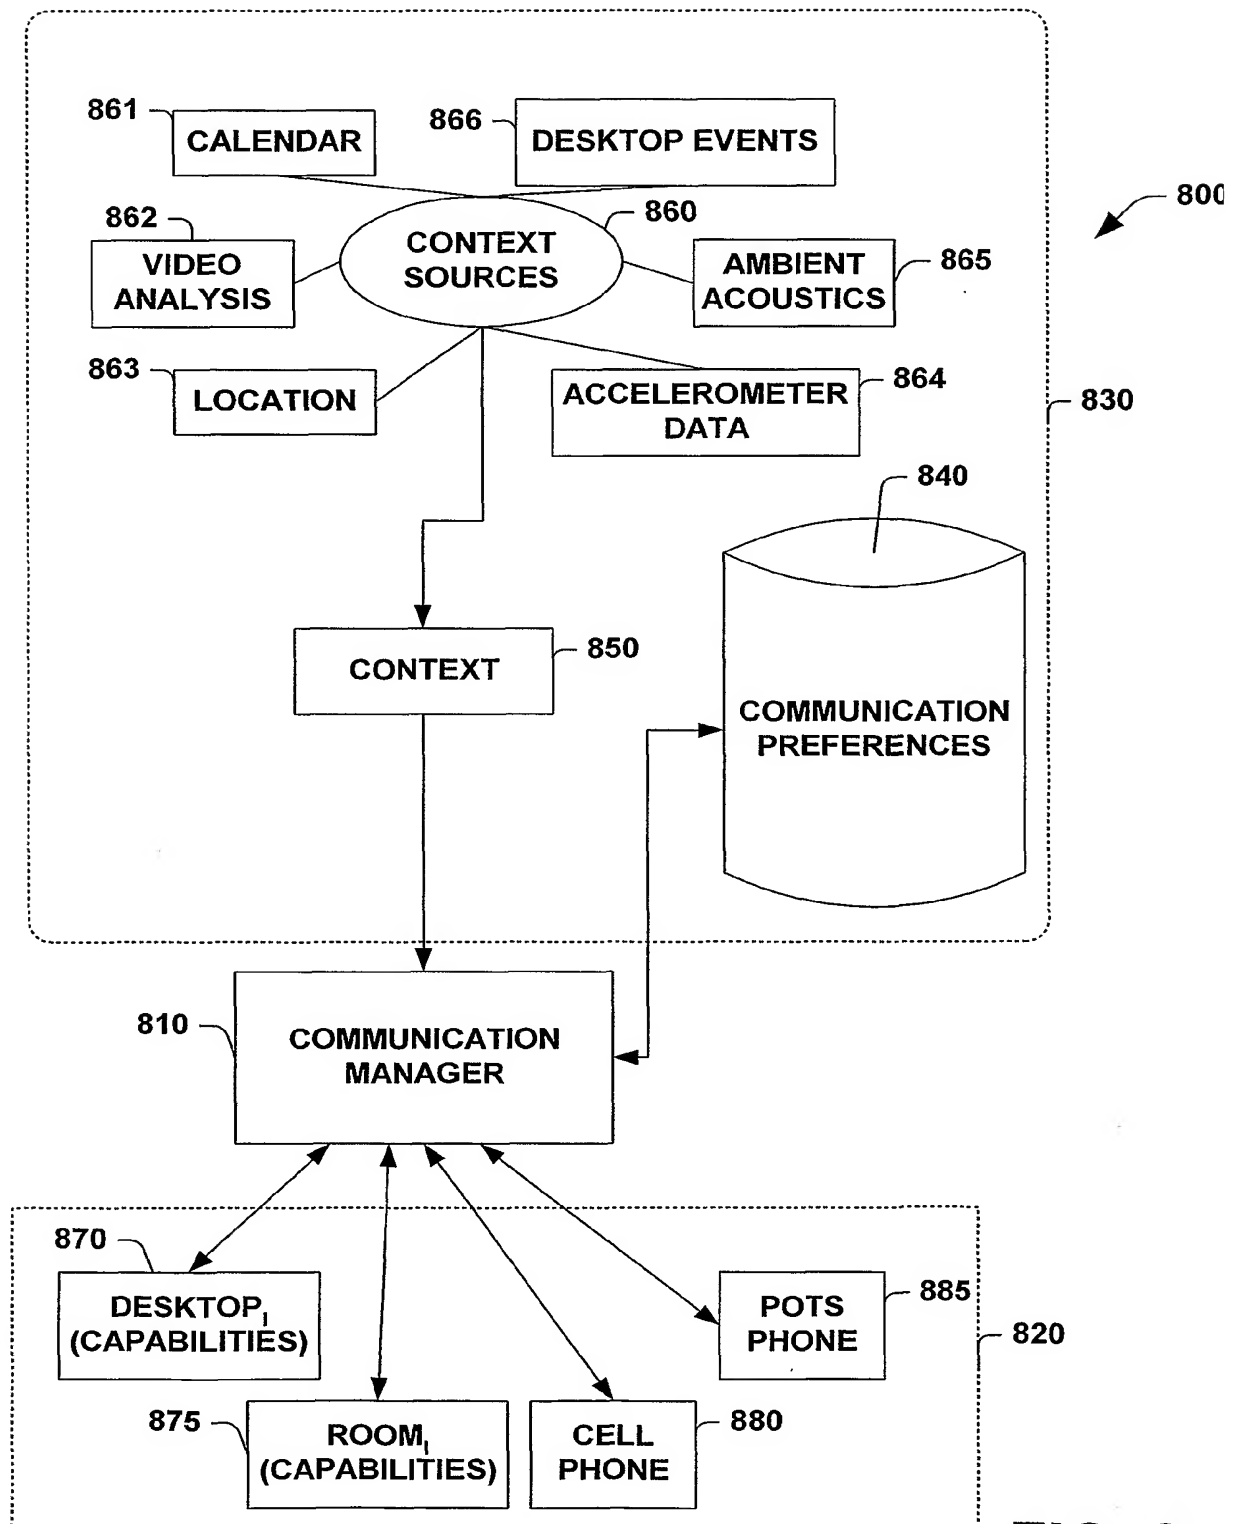 861
CALENDAR
866
DESKTOP EVENTS
800
862
VIDEO
ANALYSIS
860
CONTEXT
SOURCES
AMBIENT
ACOUSTICS
865
863
LOCATION
ACCELEROMETER
DATA
864
830
840
CONTEXT
850
COMMUNICATION
PREFERENCES
810
COMMUNICATION
MANAGER
870
DESKTOP₁
(CAPABILITIES)
POTS
PHONE
885
820
875
ROOM₁
(CAPABILITIES)
CELL
PHONE
880